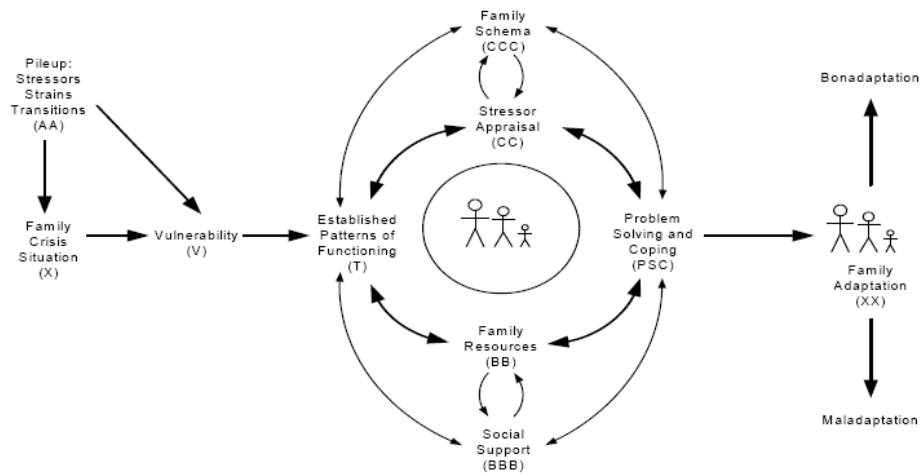 Pileup:
Stressors
Strains
Transitions
(AA)
Family
Crisis
Situation
(X)
Vulnerability
(V)
Established
Patterns of
Functioning
(T)
Family
Schema
(CCC)
Stressor
Appraisal
(CC)
Family
Resources
(BB)
Social
Support
(BBB)
Problem
Solving and
Coping
(PSC)
Bonadaptation
Family
Adaptation
(XX)
Maladaptation